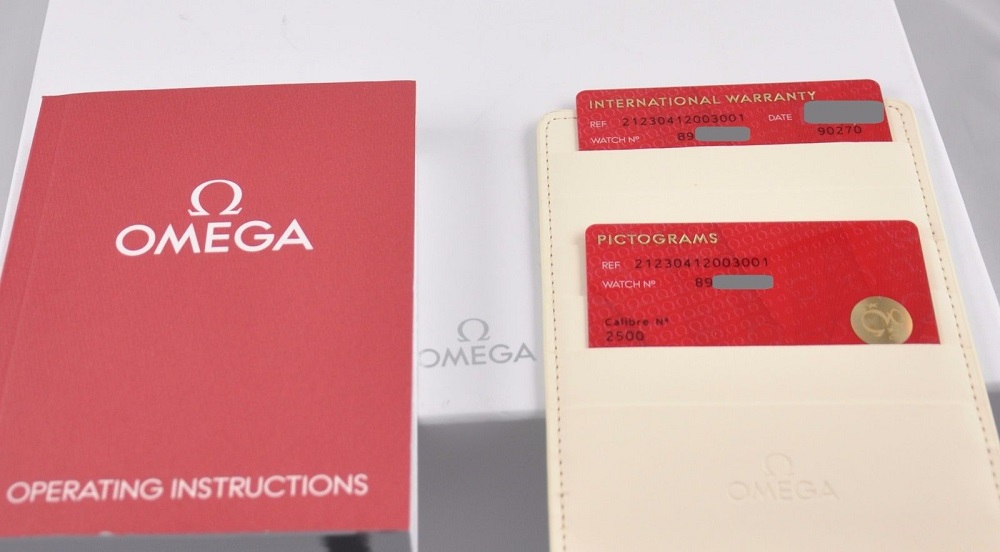 Ω
OMEGA
OPERATING INSTRUCTIONS
Ω
OMEGA
INTERNATIONAL WARRANTY
REF 21230412003001 DATE
WATCH Nº 89 90270
PICTOGRAMS
REF 21230412003001
WATCH Nº 89
Calibre Nº
2500
Ω
OMEGA